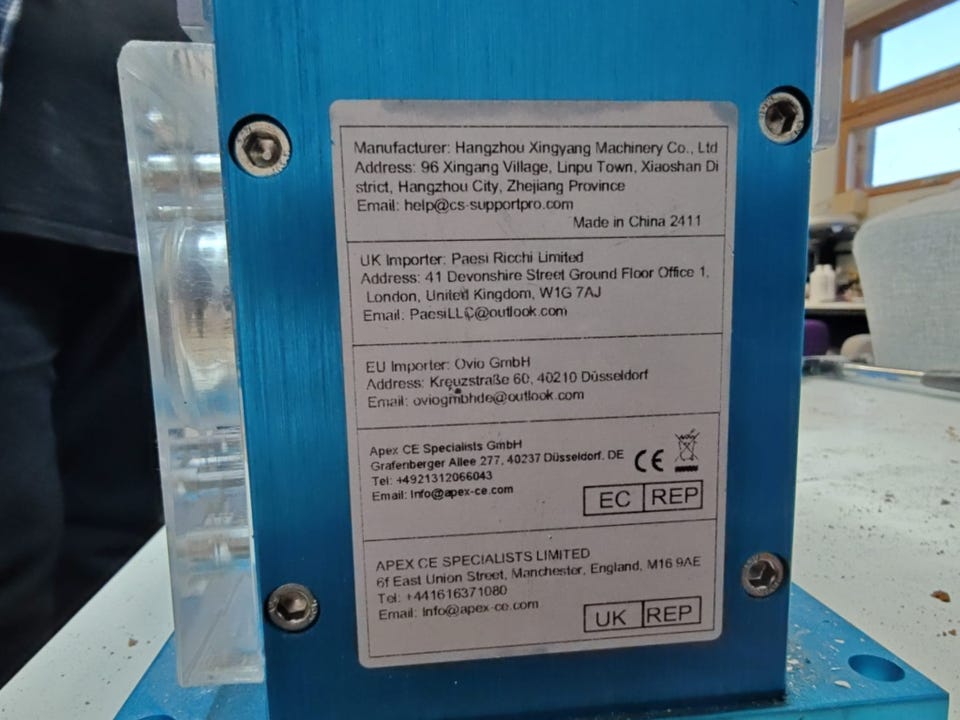 Manufacturer: Hangzhou Xingyang Machinery Co., Ltd
Address: 96 Xingang Village, Linpu Town, Xiaoshan Di
strict, Hangzhou City, Zhejiang Province
Email: help@cs-supportpro.com
Made in China 2411
UK Importer: Paesi Ricchi Limited
Address: 41 Devonshire Street Ground Floor Office 1,
London, United Kingdom, W1G 7AJ
Email: PaesiLLC@outlook.com
EU Importer: Ovio GmbH
Address: Kreuzstraße 60, 40210 Düsseldorf
Email: oviogmbhde@outlook.com
Apex CE Specialists GmbH
Grafenberger Allee 277, 40237 Düsseldorf, DE
Tel: +4921312066043
Email: Info@apex-ce.com
CE
EC REP
APEX CE SPECIALISTS LIMITED
6f East Union Street, Manchester, England, M16 9AE
Tel: +441616371080
Email: Info@apex-ce.com
UK REP